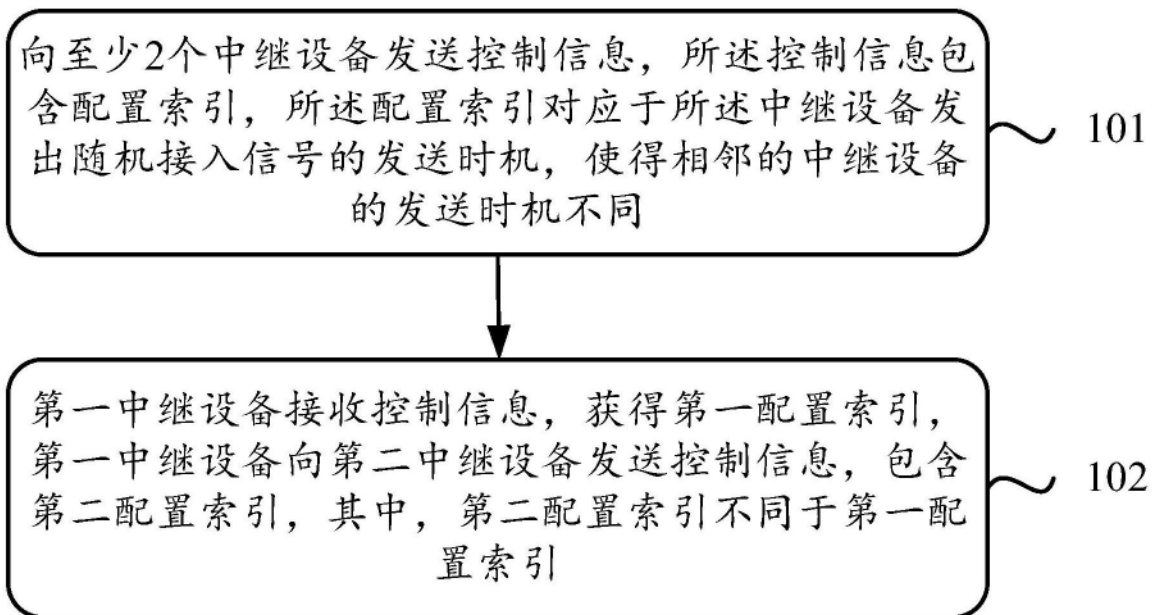 向至少2个中继设备发送控制信息，所述控制信息包
含配置索引，所述配置索引对应于所述中继设备发
出随机接入信号的发送时机，使得相邻的中继设备
的发送时机不同
101
第一中继设备接收控制信息，获得第一配置索引，
第一中继设备向第二中继设备发送控制信息，包含
第二配置索引，其中，第二配置索引不同于第一配
置索引
102